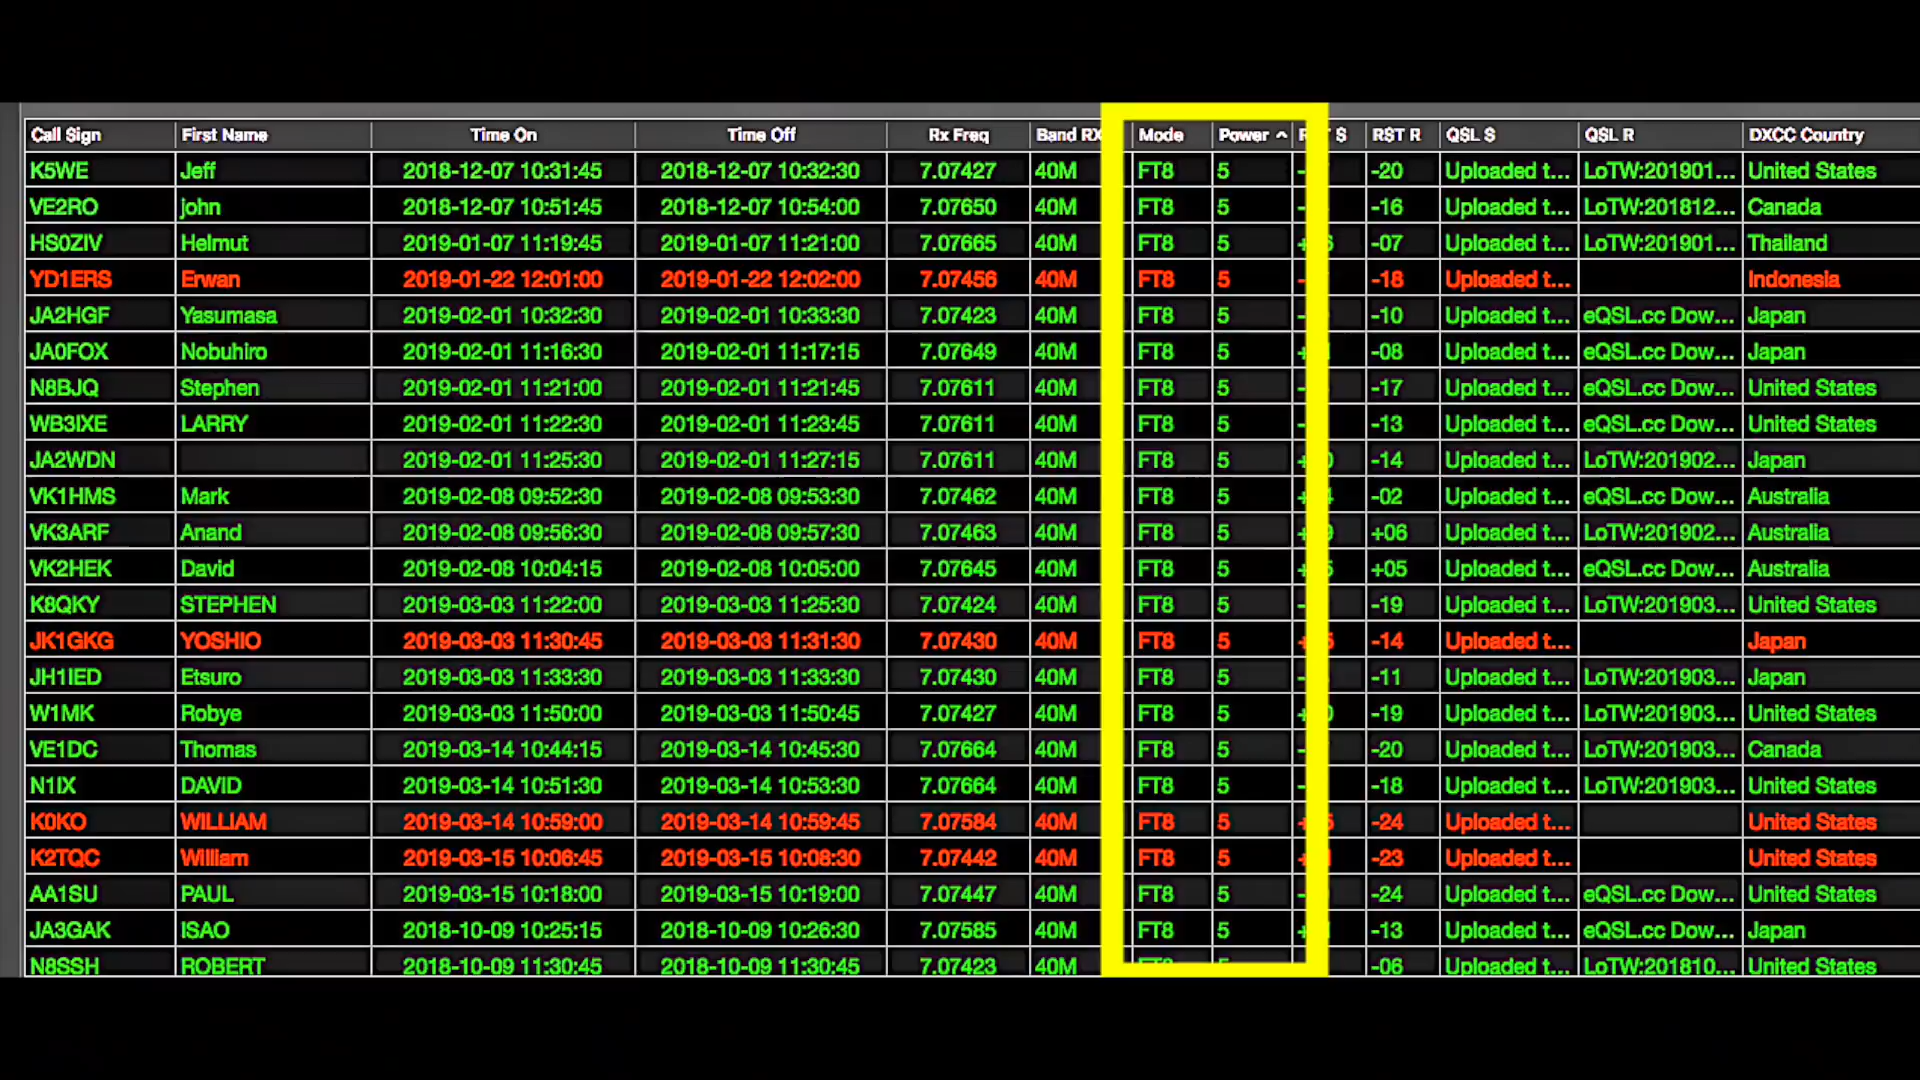 Call Sign First Name Time On Time Off Rx Freq Band RX Mode Power S RST R QSL S QSL R DXCC Country
K5WE Jeff 2018-12-07 10:31:45 2018-12-07 10:32:30 7.07427 40M FT8 5 -20 Uploaded t... LoTW:201901... United States
VE2RO john 2018-12-07 10:51:45 2018-12-07 10:54:00 7.07650 40M FT8 5 -16 Uploaded t... LoTW:201812... Canada
HS0ZIV Helmut 2019-01-07 11:19:45 2019-01-07 11:21:00 7.07665 40M FT8 5 -07 Uploaded t... LoTW:201901... Thailand
YD1ERS Erwan 2019-01-22 12:01:00 2019-01-22 12:02:00 7.07456 40M FT8 5 -18 Uploaded t... Indonesia
JA2HGF Yasumasa 2019-02-01 10:32:30 2019-02-01 10:33:30 7.07423 40M FT8 5 -10 Uploaded t... eQSL.cc Dow... Japan
JA0FOX Nobuhiro 2019-02-01 11:16:30 2019-02-01 11:17:15 7.07649 40M FT8 5 -08 Uploaded t... eQSL.cc Dow... Japan
N8BJQ Stephen 2019-02-01 11:21:00 2019-02-01 11:21:45 7.07611 40M FT8 5 -17 Uploaded t... eQSL.cc Dow... United States
WB3IXE LARRY 2019-02-01 11:22:30 2019-02-01 11:23:45 7.07611 40M FT8 5 -13 Uploaded t... eQSL.cc Dow... United States
JA2WDN 2019-02-01 11:25:30 2019-02-01 11:27:15 7.07611 40M FT8 5 -14 Uploaded t... LoTW:201902... Japan
VK1HMS Mark 2019-02-08 09:52:30 2019-02-08 09:53:30 7.07462 40M FT8 5 -02 Uploaded t... eQSL.cc Dow... Australia
VK3ARF Anand 2019-02-08 09:56:30 2019-02-08 09:57:30 7.07463 40M FT8 5 +06 Uploaded t... LoTW:201902... Australia
VK2HEK David 2019-02-08 10:04:15 2019-02-08 10:05:00 7.07645 40M FT8 5 +05 Uploaded t... eQSL.cc Dow... Australia
K8QKY STEPHEN 2019-03-03 11:22:00 2019-03-03 11:25:30 7.07424 40M FT8 5 -19 Uploaded t... LoTW:201903... United States
JK1GKG YOSHIO 2019-03-03 11:30:45 2019-03-03 11:31:30 7.07430 40M FT8 5 -14 Uploaded t... Japan
JH1IED Etsuro 2019-03-03 11:33:30 2019-03-03 11:33:30 7.07430 40M FT8 5 -11 Uploaded t... LoTW:201903... Japan
W1MK Robye 2019-03-03 11:50:00 2019-03-03 11:50:45 7.07427 40M FT8 5 -19 Uploaded t... LoTW:201903... United States
VE1DC Thomas 2019-03-14 10:44:15 2019-03-14 10:45:30 7.07664 40M FT8 5 -20 Uploaded t... LoTW:201903... Canada
N1IX DAVID 2019-03-14 10:51:30 2019-03-14 10:53:30 7.07664 40M FT8 5 -18 Uploaded t... LoTW:201903... United States
K0KO WILLIAM 2019-03-14 10:59:00 2019-03-14 10:59:45 7.07584 40M FT8 5 -24 Uploaded t... United States
K2TQC William 2019-03-15 10:06:45 2019-03-15 10:08:30 7.07442 40M FT8 5 -23 Uploaded t... United States
AA1SU PAUL 2019-03-15 10:18:00 2019-03-15 10:19:00 7.07447 40M FT8 5 -24 Uploaded t... eQSL.cc Dow... United States
JA3GAK ISAO 2018-10-09 10:25:15 2018-10-09 10:26:30 7.07585 40M FT8 5 -13 Uploaded t... eQSL.cc Dow... Japan
N8SSH ROBERT 2018-10-09 11:30:45 2018-10-09 11:30:45 7.07423 40M -06 Uploaded t... LoTW:201810... United States